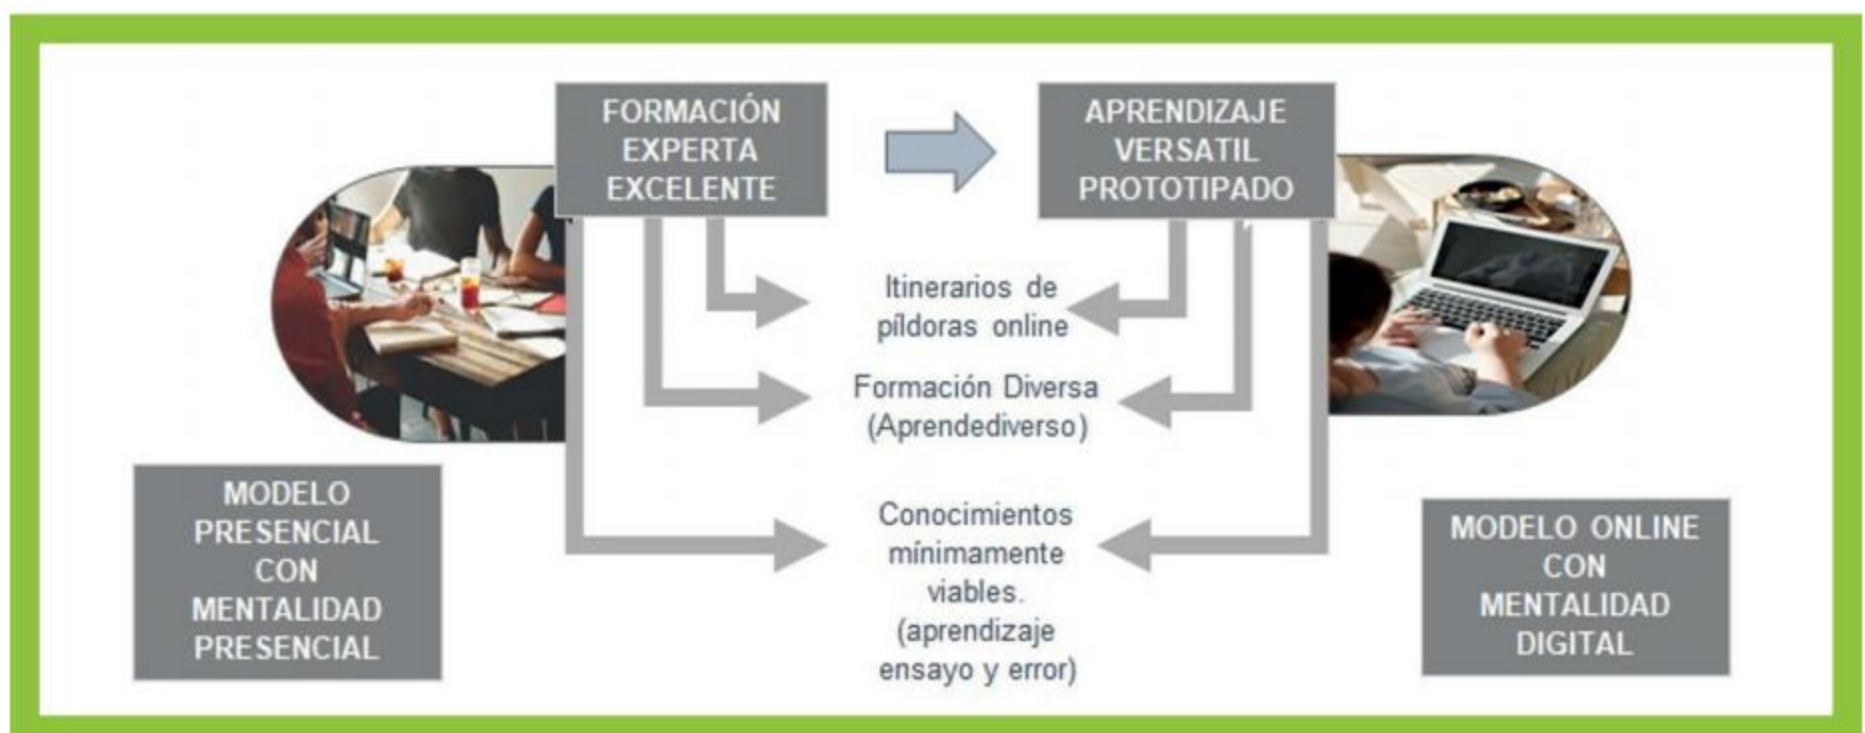 FORMACIÓN
EXPERTA
EXCELENTE
APRENDIZAJE
VERSATIL
PROTOTIPADO
Itinerarios de
píldoras online
Formación Diversa
(Aprendediverso)
Conocimientos
mínimamente
viables.
(aprendizaje
ensayo y error)
MODELO
PRESENCIAL
CON
MENTALIDAD
PRESENCIAL
MODELO ONLINE
CON
MENTALIDAD
DIGITAL